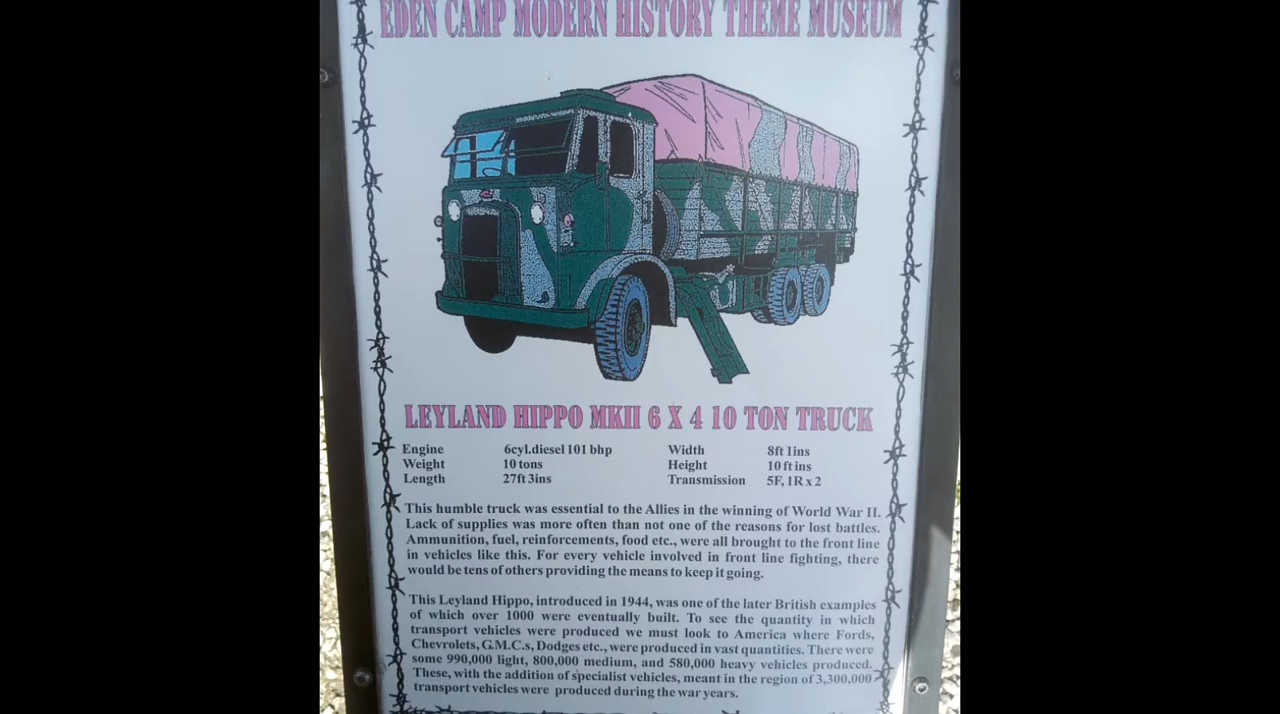 EDEN CAMP MODERN HISTORY THEME MUSEUM
LEYLAND HIPPO MKII 6 X 4 10 TON TRUCK
Engine 6cyl.diesel 101 bhp Width 8ft 1ins
Weight 10 tons Height 10 ft ins
Length 27ft 3ins Transmission 5F, 1R x 2
This humble truck was essential to the Allies in the winning of World War II.
Lack of supplies was more often than not one of the reasons for lost battles.
Ammunition, fuel, reinforcements, food etc., were all brought to the front line
in vehicles like this. For every vehicle involved in front line fighting, there
would be tens of others providing the means to keep it going.
This Leyland Hippo, introduced in 1944, was one of the later British examples
of which over 1000 were eventually built. To see the quantity in which
transport vehicles were produced we must look to America where Fords,
Chevrolets, G.M.C.s, Dodges etc., were produced in vast quantities. There were
some 990,000 light, 800,000 medium, and 580,000 heavy vehicles produced.
These, with the addition of specialist vehicles, meant in the region of 3,300,000
transport vehicles were produced during the war years.